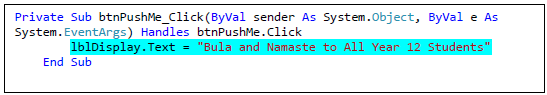 Private Sub btnPushMe_Click(ByVal sender As System.Object, ByVal e As
System.EventArgs) Handles btnPushMe.Click
lblDisplay.Text = "Bula and Namaste to All Year 12 Students"
End Sub